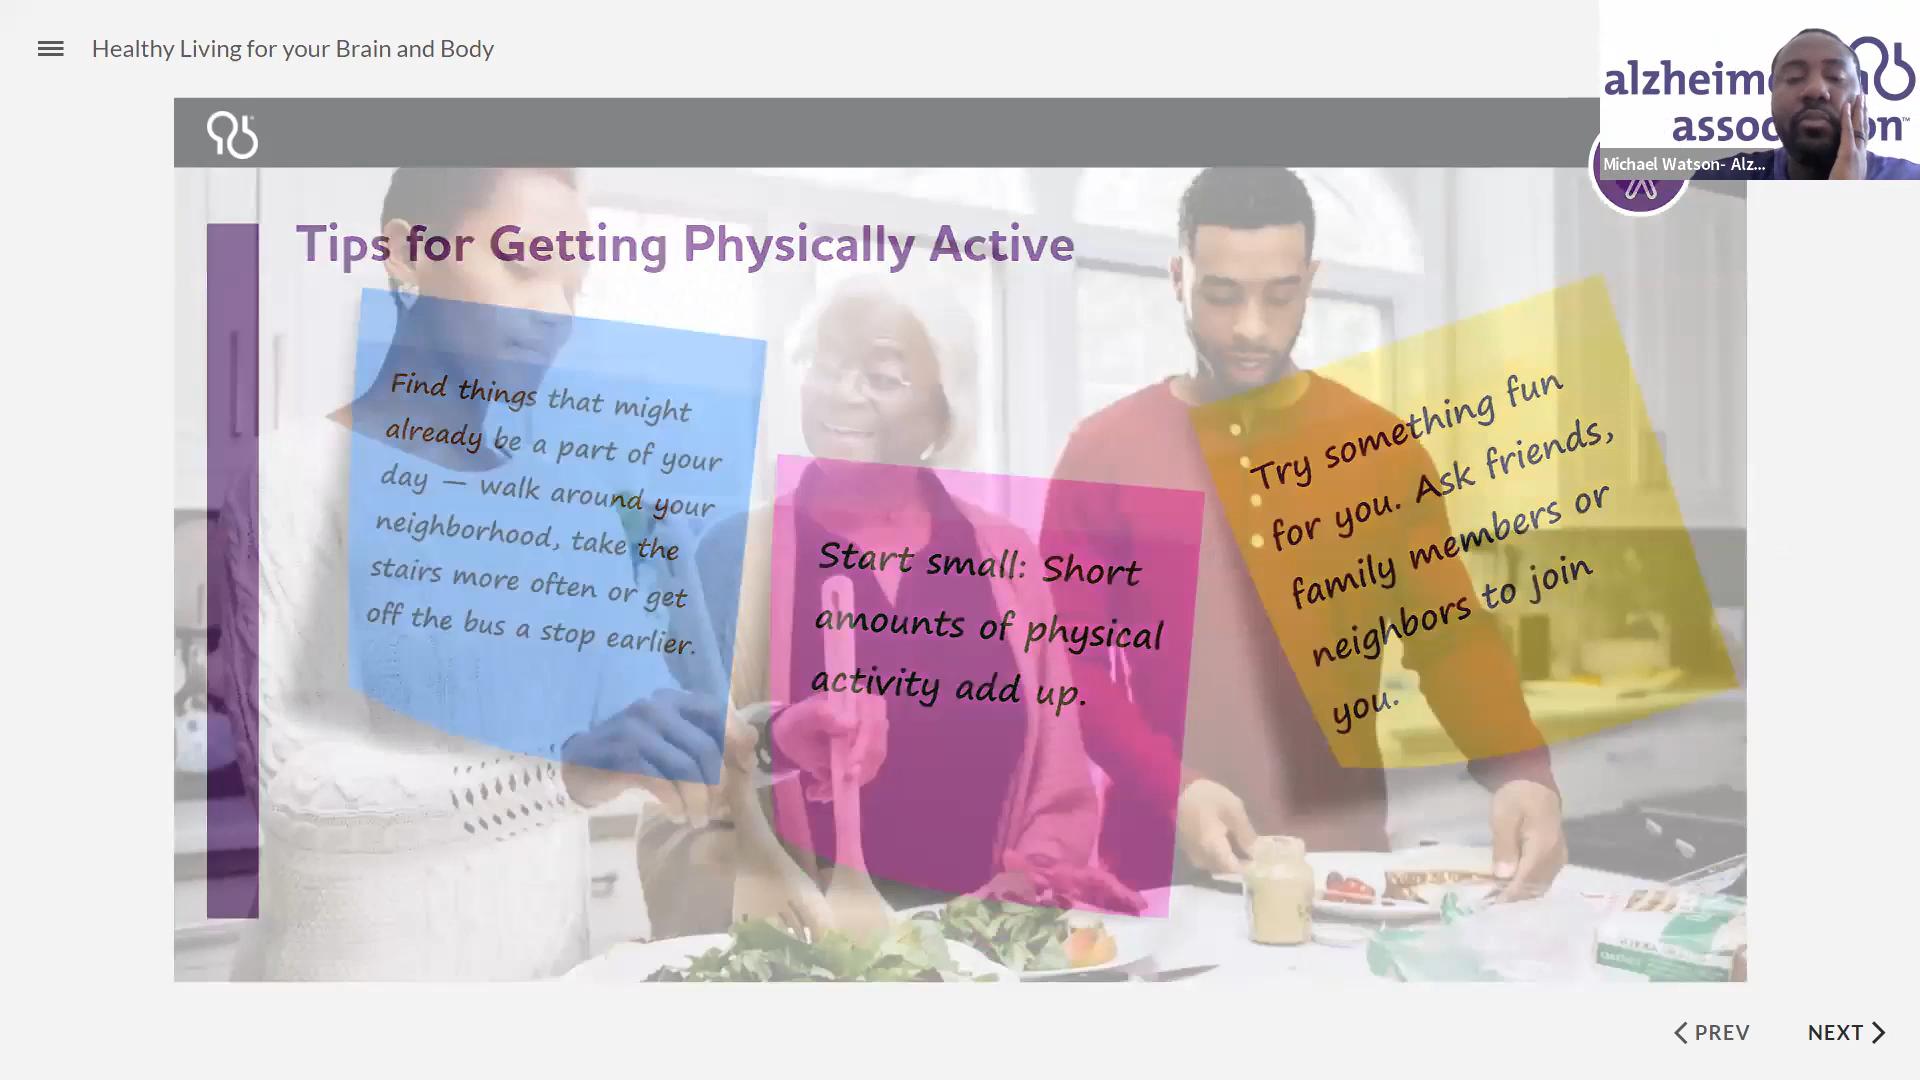 Healthy Living for your Brain and Body
alzheim
assoc on™
Michael Watson- Alz...
Tips for Getting Physically Active
Find things that might
already be a part of your
day — walk around your
neighborhood, take the
stairs more often or get
off the bus a stop earlier.
Start small: Short
amounts of physical
activity add up.
Try something fun
for you. Ask friends,
family members or
neighbors to join
you.
PREV
NEXT